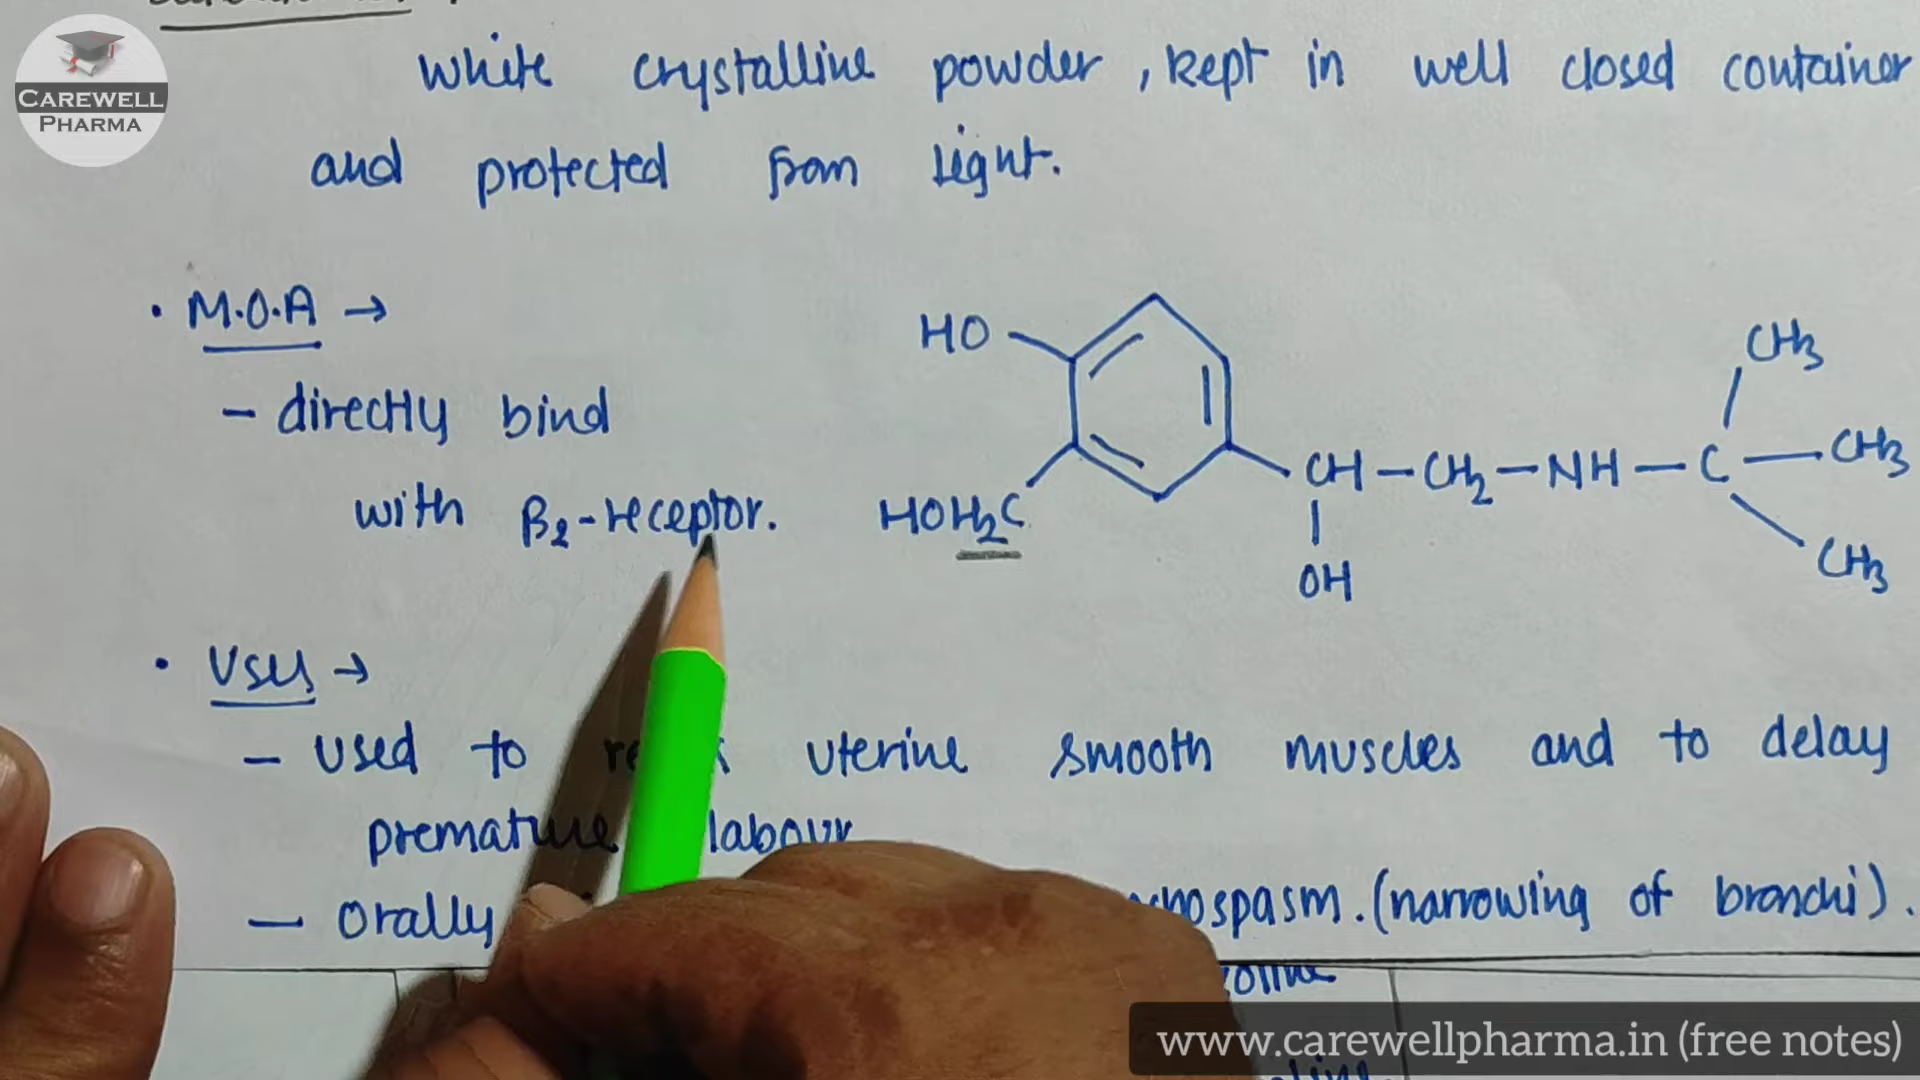 CAREWELL
PHARMA
white crystalline powder, kept in well closed container
and protected from light.
• M.O.A →
- directly bind
with β2-receptor.
HO
HOH2C
CH - CH2 - NH - C
OH
CH3
CH3
CH3
• Uses →
- used to uterine smooth muscles and to delay
premature labour
- orally (narrowing of bronchi).
www.carewellpharma.in (free notes)